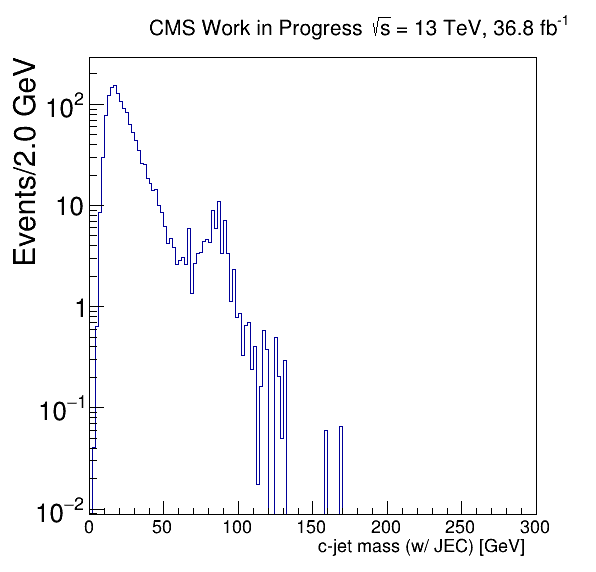 CMS Work in Progress √s = 13 TeV, 36.8 fb⁻¹
Events/2.0 GeV
10²
10
1
10⁻¹
10⁻²
0 50 100 150 200 250 300
c-jet mass (w/ JEC) [GeV]